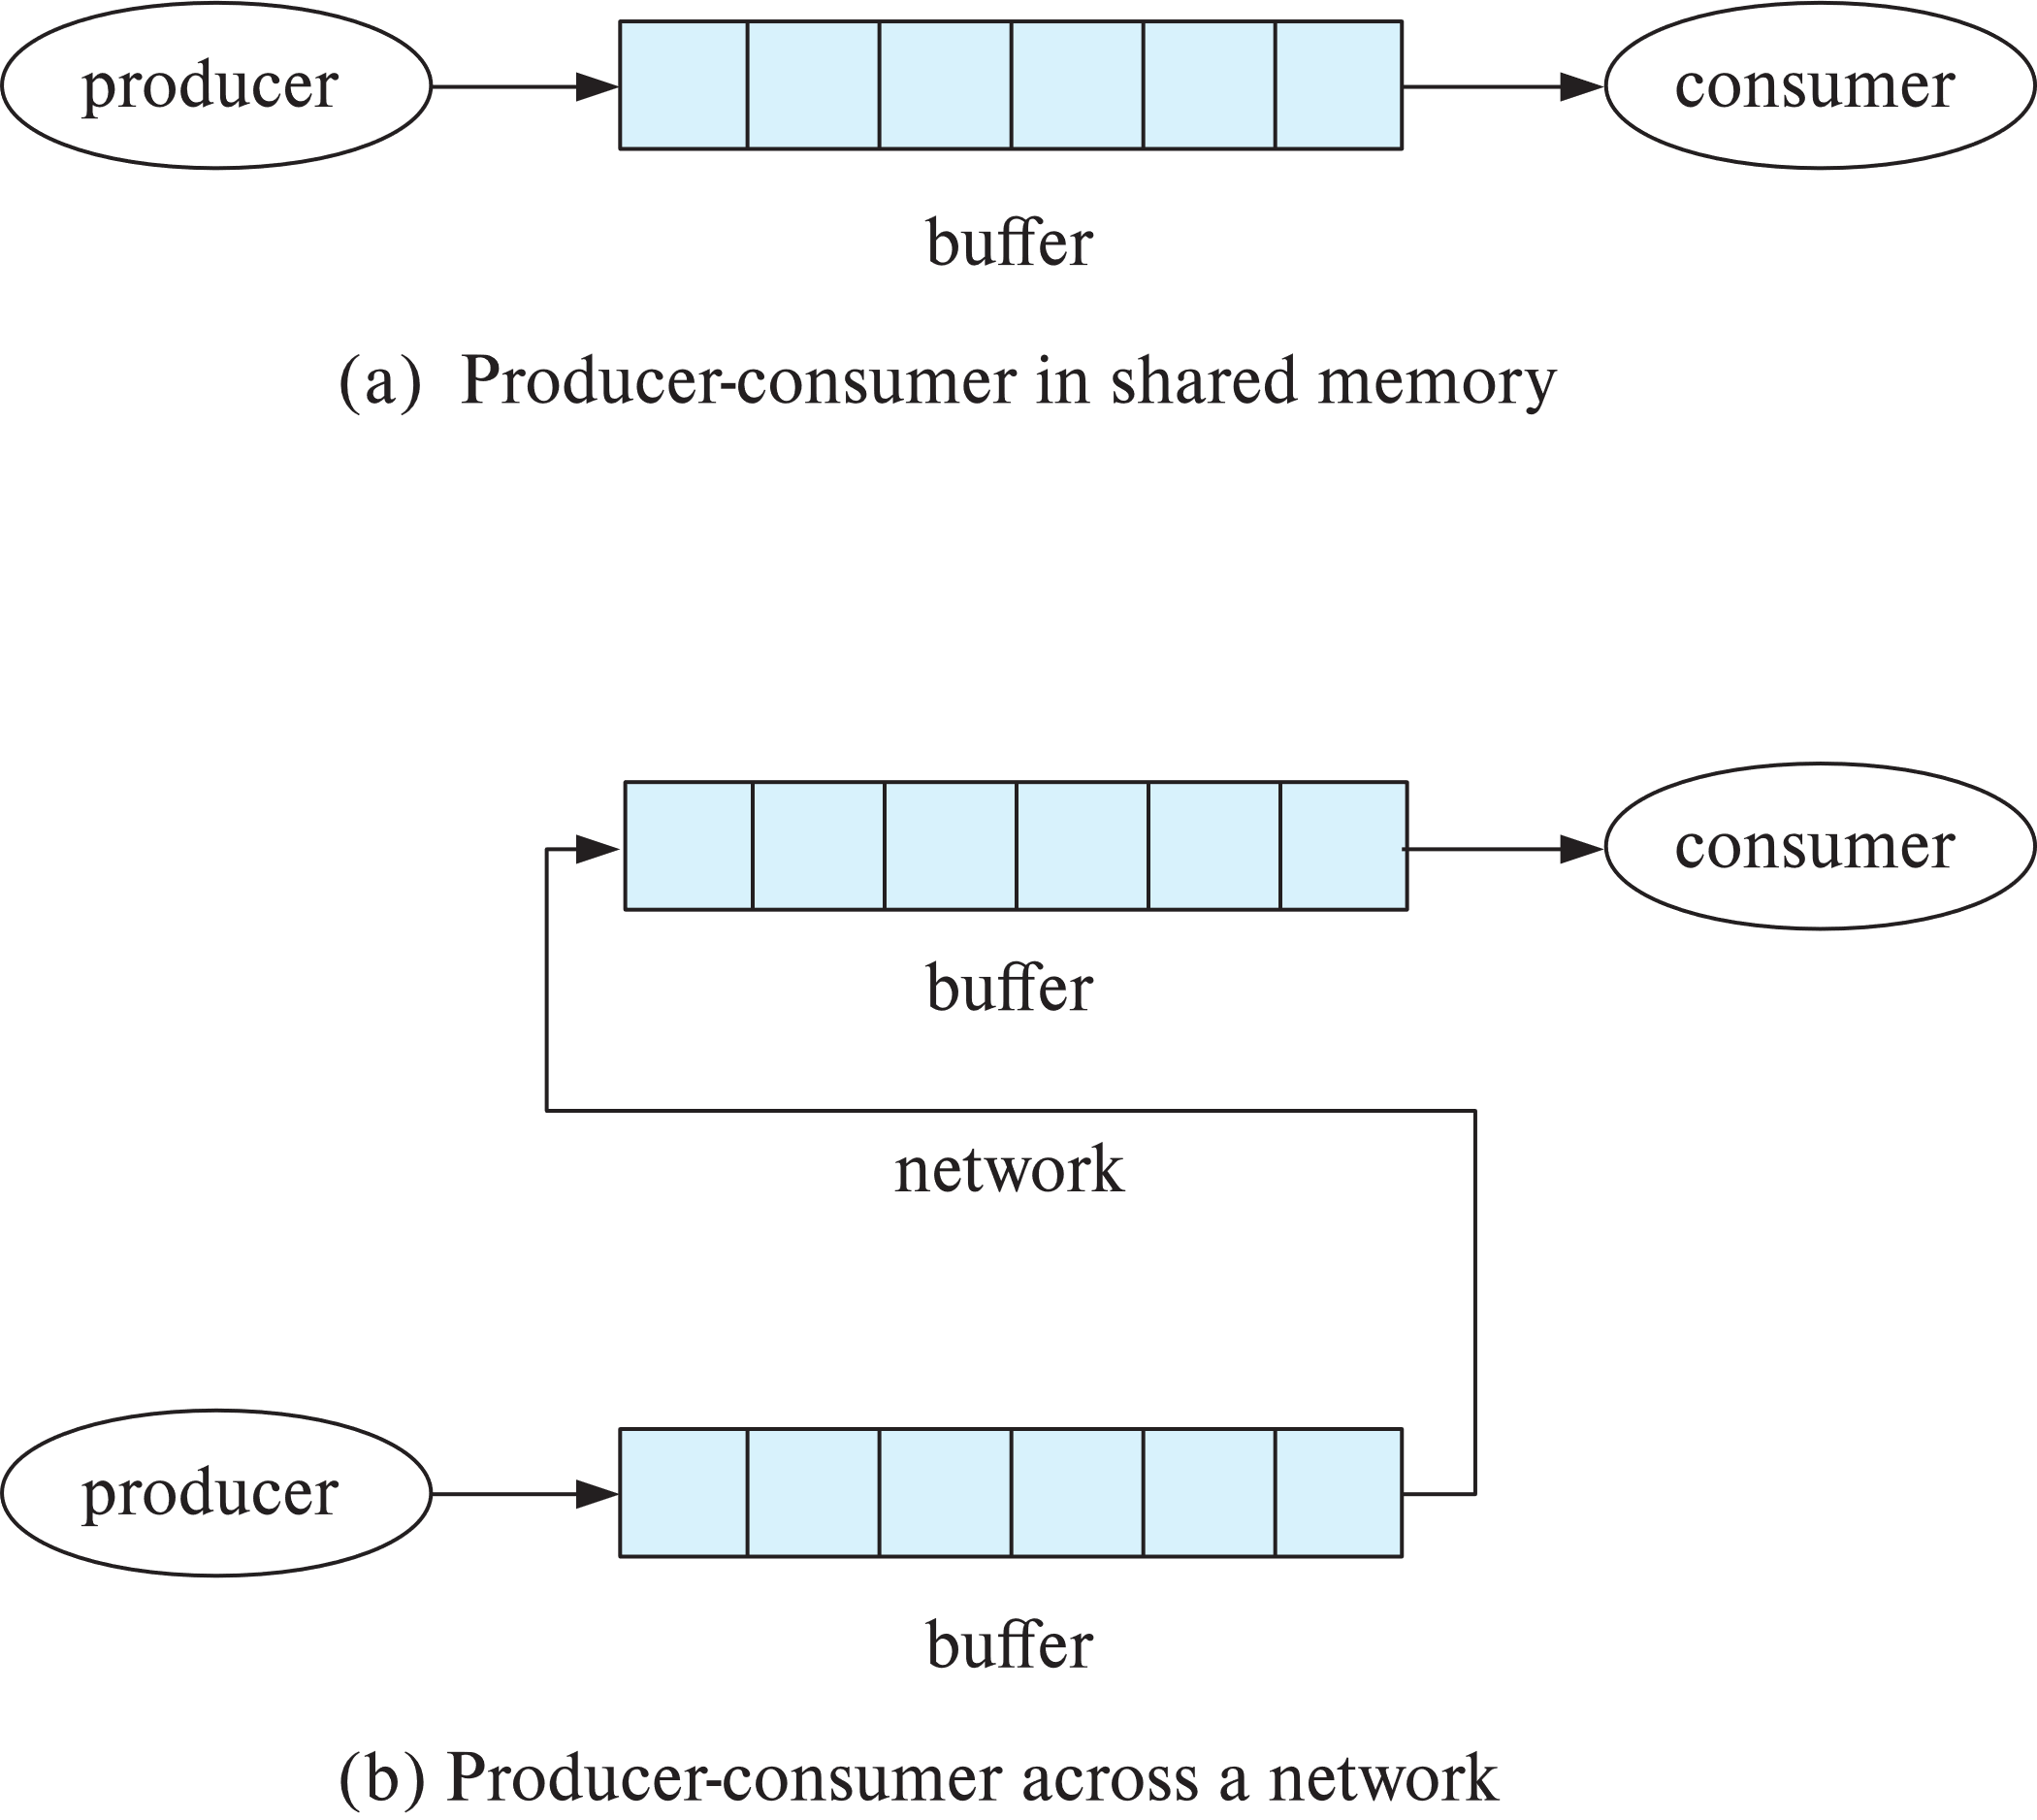 producer
consumer
buffer
(a) Producer-consumer in shared memory
consumer
buffer
network
producer
buffer
(b) Producer-consumer across a network